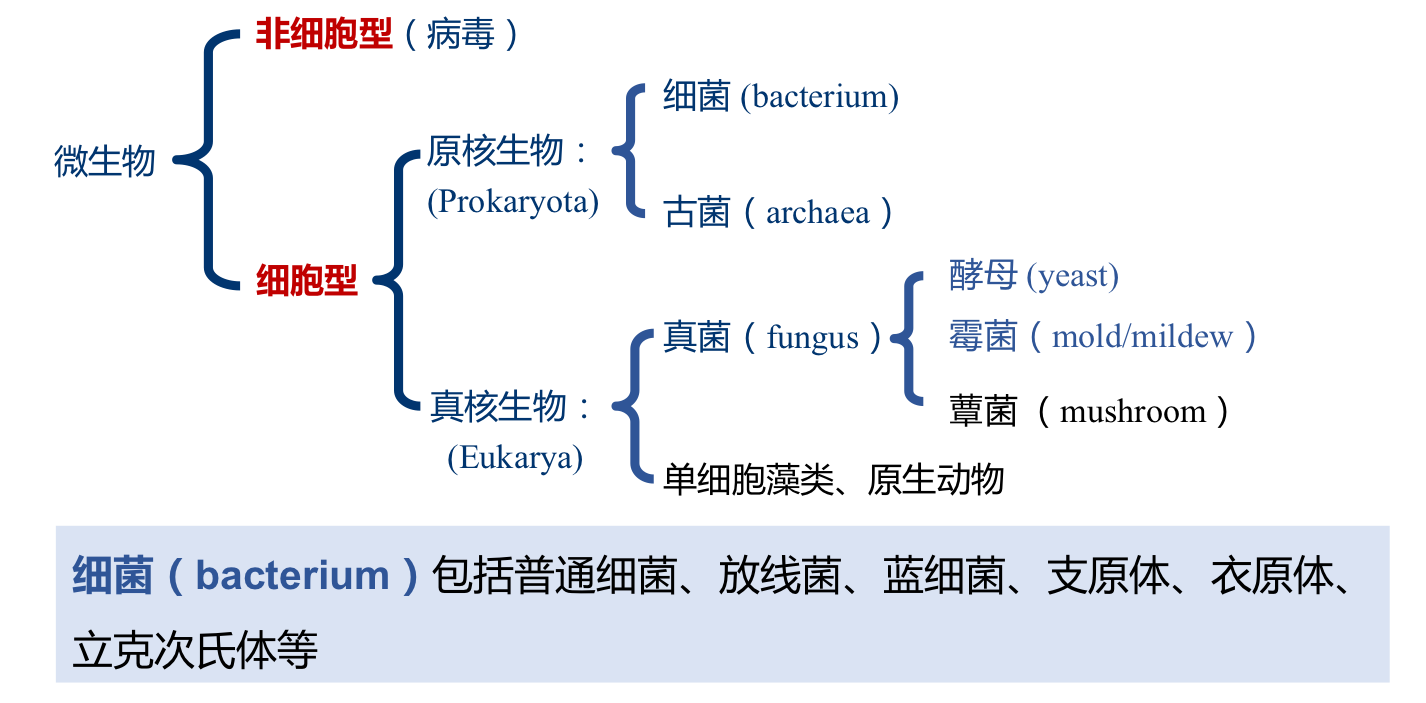 非细胞型（病毒）
细菌 (bacterium)
微生物
原核生物：
(Prokaryota)
古菌（archaea）
细胞型
酵母 (yeast)
真菌（fungus）
霉菌（mold/mildew）
蕈菌（mushroom）
真核生物：
(Eukarya)
单细胞藻类、原生动物
细菌（bacterium）包括普通细菌、放线菌、蓝细菌、支原体、衣原体、
立克次氏体等